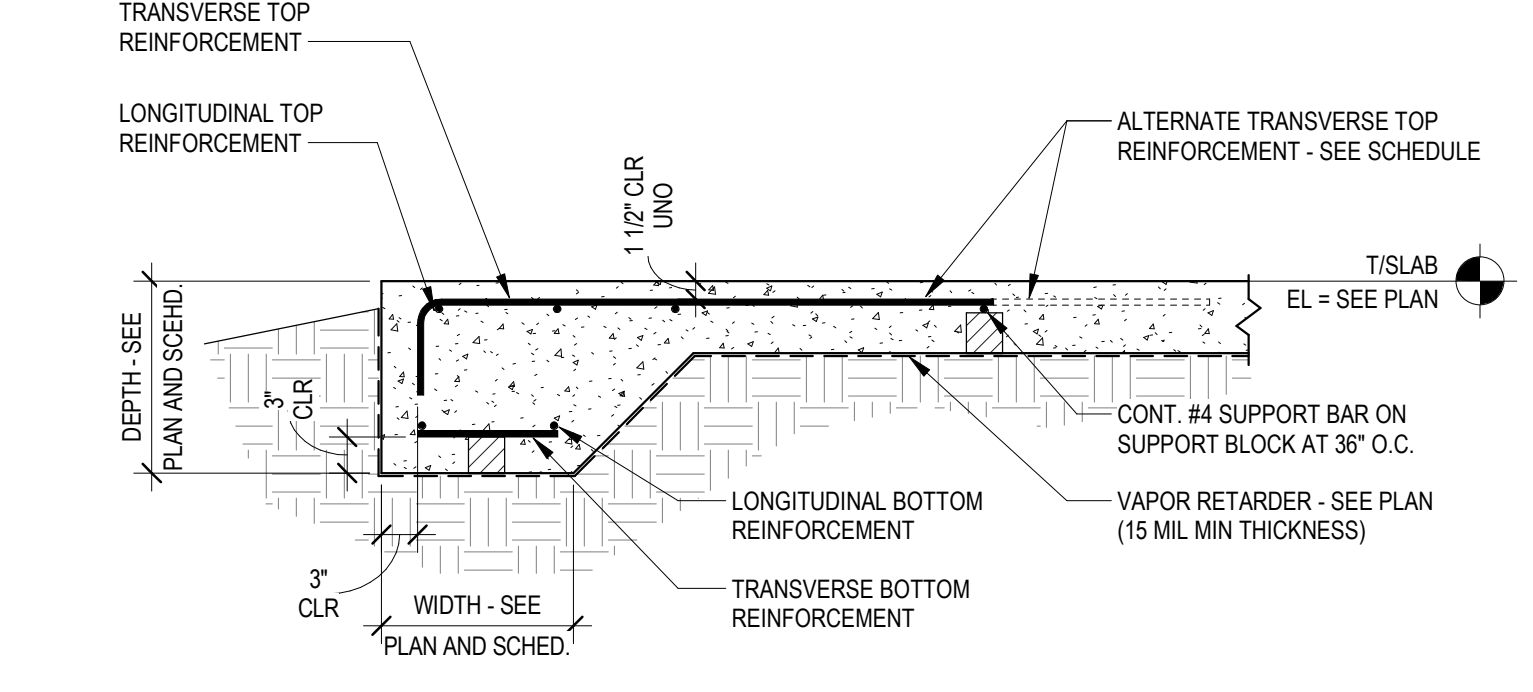 TRANSVERSE TOP
REINFORCEMENT
LONGITUDINAL TOP
REINFORCEMENT
1 1/2" CLR
UNO
ALTERNATE TRANSVERSE TOP
REINFORCEMENT - SEE SCHEDULE
T/SLAB
EL = SEE PLAN
DEPTH - SEE
PLAN AND SCEHD.
3"
CLR
CONT. #4 SUPPORT BAR ON
SUPPORT BLOCK AT 36" O.C.
LONGITUDINAL BOTTOM
REINFORCEMENT
VAPOR RETARDER - SEE PLAN
(15 MIL MIN THICKNESS)
3"
CLR
WIDTH - SEE
PLAN AND SCHED.
TRANSVERSE BOTTOM
REINFORCEMENT